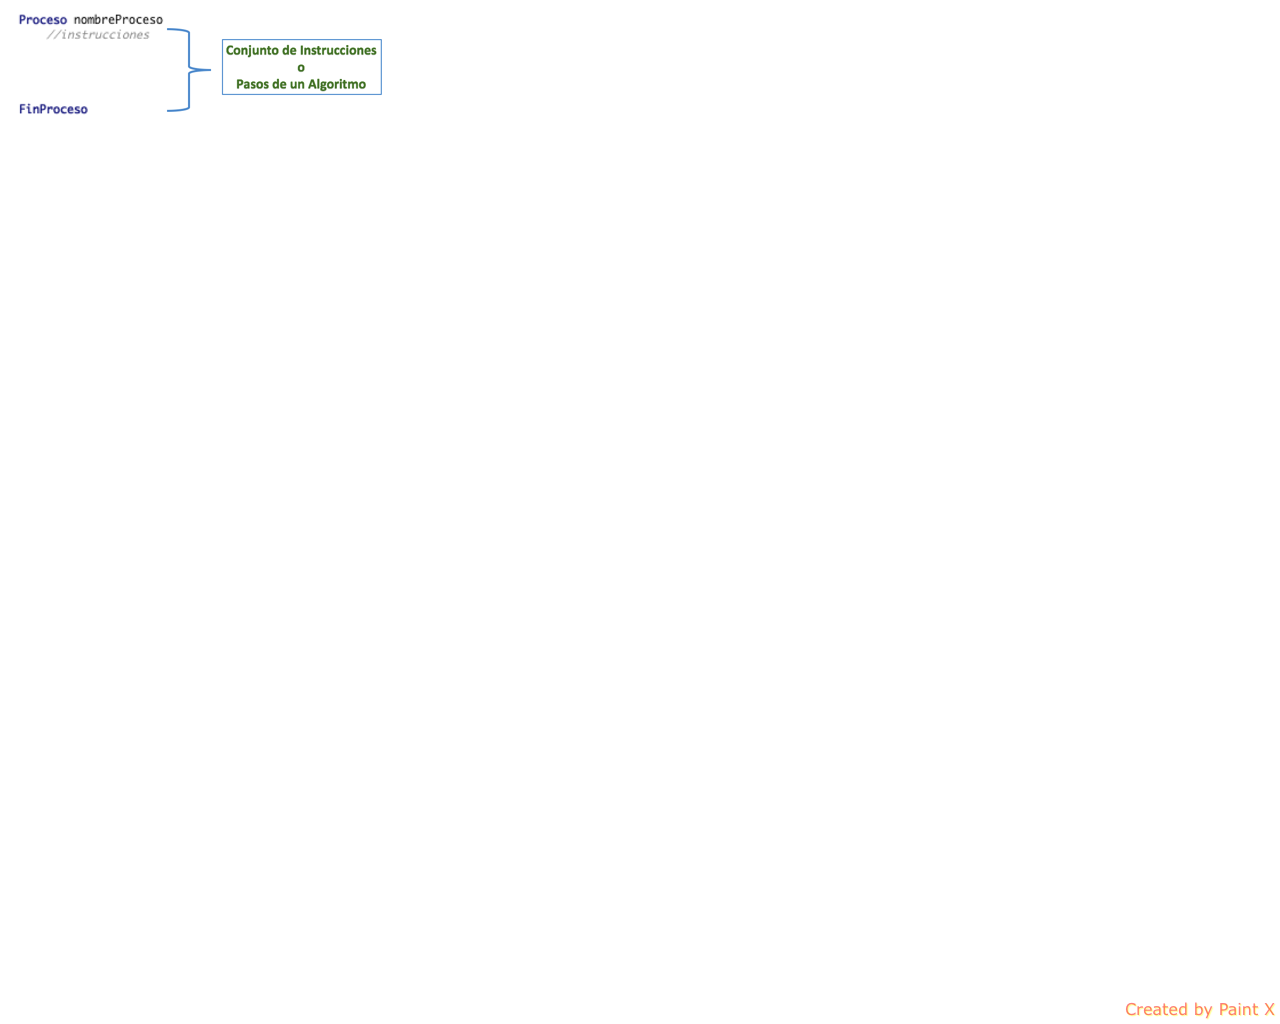 Proceso nombreProceso
//instrucciones
Conjunto de Instrucciones
o
Pasos de un Algoritmo
FinProceso
Created by Paint X